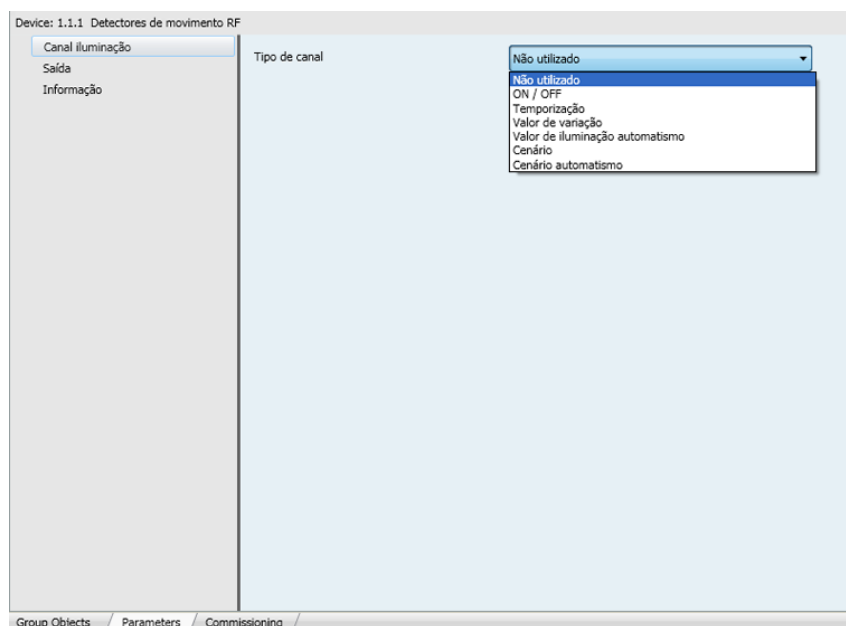 Device: 1.1.1 Detectores de movimento RF
Canal iluminação
Saída
Informação
Tipo de canal
Não utilizado
Não utilizado
ON / OFF
Temporização
Valor de variação
Valor de iluminação automatismo
Cenário
Cenário automatismo
Group Objects / Parameters / Commissioning /